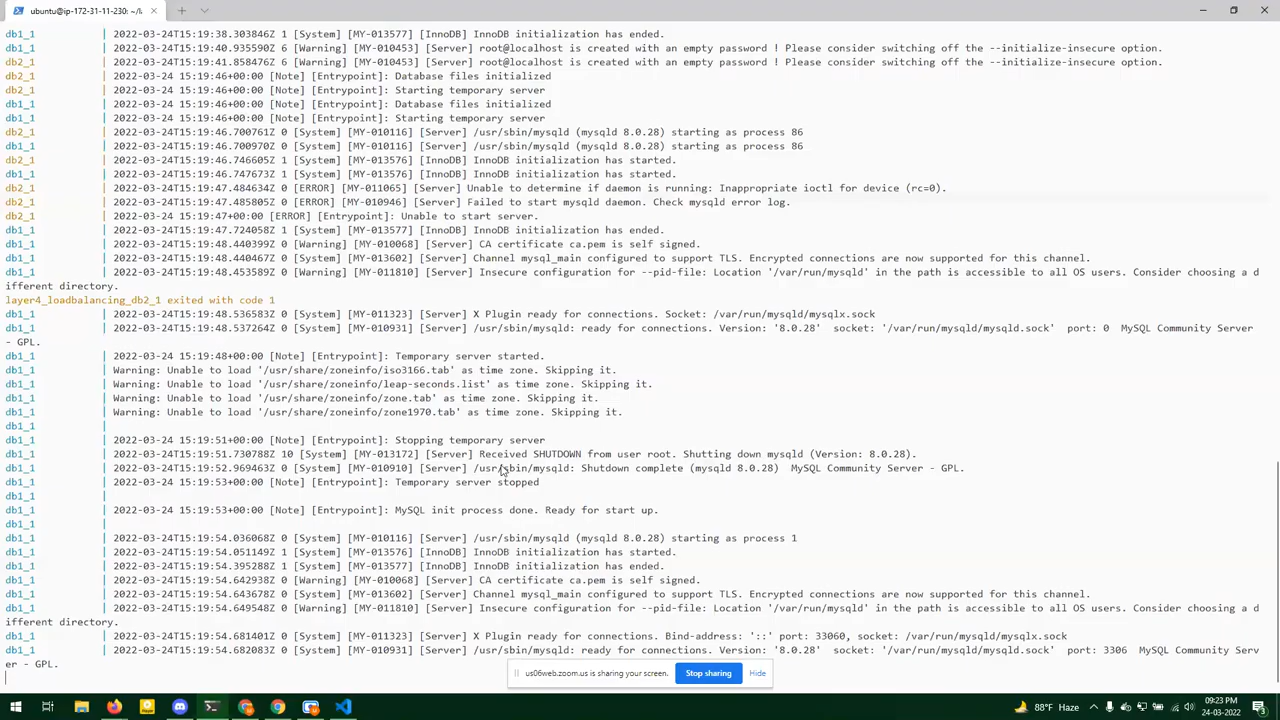 ubuntu@ip-172-31-11-230: ~/l
db1_1 | 2022-03-24T15:19:38.303846Z 1 [System] [MY-013577] [InnoDB] InnoDB initialization has ended.
db1_1 | 2022-03-24T15:19:40.935590Z 6 [Warning] [MY-010453] [Server] root@localhost is created with an empty password ! Please consider switching off the --initialize-insecure option.
db2_1 | 2022-03-24T15:19:41.858476Z 6 [Warning] [MY-010453] [Server] root@localhost is created with an empty password ! Please consider switching off the --initialize-insecure option.
db2_1 | 2022-03-24 15:19:46+00:00 [Note] [Entrypoint]: Database files initialized
db2_1 | 2022-03-24 15:19:46+00:00 [Note] [Entrypoint]: Starting temporary server
db1_1 | 2022-03-24 15:19:46+00:00 [Note] [Entrypoint]: Database files initialized
db1_1 | 2022-03-24 15:19:46+00:00 [Note] [Entrypoint]: Starting temporary server
db2_1 | 2022-03-24T15:19:46.700761Z 0 [System] [MY-010116] [Server] /usr/sbin/mysqld (mysqld 8.0.28) starting as process 86
db1_1 | 2022-03-24T15:19:46.700970Z 0 [System] [MY-010116] [Server] /usr/sbin/mysqld (mysqld 8.0.28) starting as process 86
db2_1 | 2022-03-24T15:19:46.746605Z 1 [System] [MY-013576] [InnoDB] InnoDB initialization has started.
db1_1 | 2022-03-24T15:19:46.747673Z 1 [System] [MY-013576] [InnoDB] InnoDB initialization has started.
db2_1 | 2022-03-24T15:19:47.484634Z 0 [ERROR] [MY-011065] [Server] Unable to determine if daemon is running: Inappropriate ioctl for device (rc=0).
db2_1 | 2022-03-24T15:19:47.485805Z 0 [ERROR] [MY-010946] [Server] Failed to start mysqld daemon. Check mysqld error log.
db2_1 | 2022-03-24 15:19:47+00:00 [ERROR] [Entrypoint]: Unable to start server.
db1_1 | 2022-03-24T15:19:47.724058Z 1 [System] [MY-013577] [InnoDB] InnoDB initialization has ended.
db1_1 | 2022-03-24T15:19:48.440399Z 0 [Warning] [MY-010068] [Server] CA certificate ca.pem is self signed.
db1_1 | 2022-03-24T15:19:48.440467Z 0 [System] [MY-013602] [Server] Channel mysql_main configured to support TLS. Encrypted connections are now supported for this channel.
db1_1 | 2022-03-24T15:19:48.453589Z 0 [Warning] [MY-011810] [Server] Insecure configuration for --pid-file: Location '/var/run/mysqld' in the path is accessible to all OS users. Consider choosing a d
ifferent directory.
layer4_loadbalancing_db2_1 exited with code 1
db1_1 | 2022-03-24T15:19:48.536583Z 0 [System] [MY-011323] [Server] X Plugin ready for connections. Socket: /var/run/mysqld/mysqlx.sock
db1_1 | 2022-03-24T15:19:48.537264Z 0 [System] [MY-010931] [Server] /usr/sbin/mysqld: ready for connections. Version: '8.0.28' socket: '/var/run/mysqld/mysqld.sock' port: 0 MySQL Community Server
- GPL.
db1_1 | 2022-03-24 15:19:48+00:00 [Note] [Entrypoint]: Temporary server started.
db1_1 | Warning: Unable to load '/usr/share/zoneinfo/iso3166.tab' as time zone. Skipping it.
db1_1 | Warning: Unable to load '/usr/share/zoneinfo/leap-seconds.list' as time zone. Skipping it.
db1_1 | Warning: Unable to load '/usr/share/zoneinfo/zone.tab' as time zone. Skipping it.
db1_1 | Warning: Unable to load '/usr/share/zoneinfo/zone1970.tab' as time zone. Skipping it.
db1_1 |
db1_1 | 2022-03-24 15:19:51+00:00 [Note] [Entrypoint]: Stopping temporary server
db1_1 | 2022-03-24T15:19:51.730788Z 10 [System] [MY-013172] [Server] Received SHUTDOWN from user root. Shutting down mysqld (Version: 8.0.28).
db1_1 | 2022-03-24T15:19:52.969463Z 0 [System] [MY-010910] [Server] /usr/sbin/mysqld: Shutdown complete (mysqld 8.0.28) MySQL Community Server - GPL.
db1_1 | 2022-03-24 15:19:53+00:00 [Note] [Entrypoint]: Temporary server stopped
db1_1 |
db1_1 | 2022-03-24 15:19:53+00:00 [Note] [Entrypoint]: MySQL init process done. Ready for start up.
db1_1 |
db1_1 | 2022-03-24T15:19:54.036068Z 0 [System] [MY-010116] [Server] /usr/sbin/mysqld (mysqld 8.0.28) starting as process 1
db1_1 | 2022-03-24T15:19:54.051149Z 1 [System] [MY-013576] [InnoDB] InnoDB initialization has started.
db1_1 | 2022-03-24T15:19:54.395288Z 1 [System] [MY-013577] [InnoDB] InnoDB initialization has ended.
db1_1 | 2022-03-24T15:19:54.642938Z 0 [Warning] [MY-010068] [Server] CA certificate ca.pem is self signed.
db1_1 | 2022-03-24T15:19:54.643678Z 0 [System] [MY-013602] [Server] Channel mysql_main configured to support TLS. Encrypted connections are now supported for this channel.
db1_1 | 2022-03-24T15:19:54.649548Z 0 [Warning] [MY-011810] [Server] Insecure configuration for --pid-file: Location '/var/run/mysqld' in the path is accessible to all OS users. Consider choosing a d
ifferent directory.
db1_1 | 2022-03-24T15:19:54.681401Z 0 [System] [MY-011323] [Server] X Plugin ready for connections. Bind-address: '::' port: 33060, socket: /var/run/mysqld/mysqlx.sock
db1_1 | 2022-03-24T15:19:54.682083Z 0 [System] [MY-010931] [Server] /usr/sbin/mysqld: ready for connections. Version: '8.0.28' socket: '/var/run/mysqld/mysqld.sock' port: 3306 MySQL Community Serv
er - GPL.
us06web.zoom.us is sharing your screen. Stop sharing Hide
88°F Haze 09:23 PM
24-03-2022
3